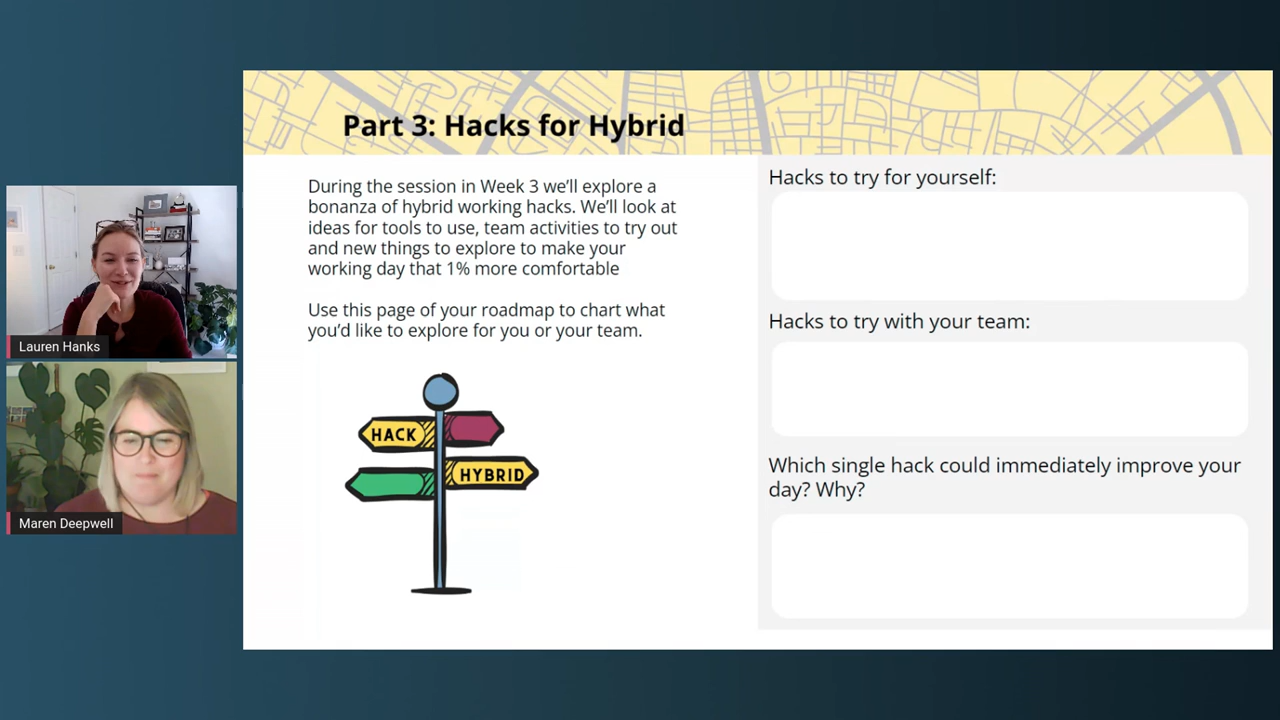 Part 3: Hacks for Hybrid
During the session in Week 3 we’ll explore a
bonanza of hybrid working hacks. We’ll look at
ideas for tools to use, team activities to try out
and new things to explore to make your
working day that 1% more comfortable
Use this page of your roadmap to chart what
you’d like to explore for you or your team.
HACK
HYBRID
Hacks to try for yourself:
Hacks to try with your team:
Which single hack could immediately improve your
day? Why?
Lauren Hanks
Maren Deepwell